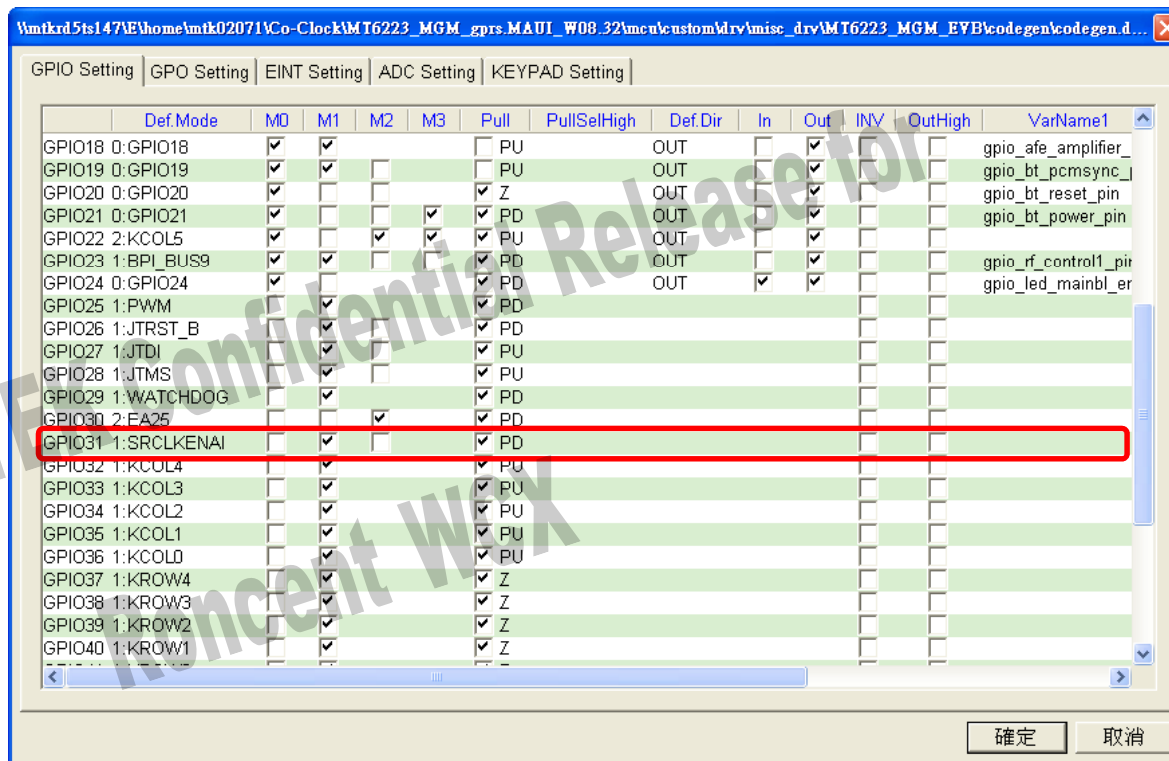 \\mtkrd5ts147\E\home\mtk02071\Co-Clock\MT6223_MGM_gprs.MAUI_W08.32\mcu\custom\drv\misc_drv\MT6223_MGM_EVB\codegen\codegen.d...
GPIO Setting GPO Setting EINT Setting ADC Setting KEYPAD Setting
Def.Mode M0 M1 M2 M3 Pull PullSelHigh Def.Dir In Out INV OutHigh VarName1
GPIO18 0:GPIO18 PU OUT gpio_afe_amplifier_
GPIO19 0:GPIO19 PU OUT gpio_bt_pcmsync_p
GPIO20 0:GPIO20 Z OUT gpio_bt_reset_pin
GPIO21 0:GPIO21 PD OUT gpio_bt_power_pin
GPIO22 2:KCOL5 PU OUT
GPIO23 1:BPI_BUS9 PD OUT gpio_rf_control1_pin
GPIO24 0:GPIO24 PD OUT gpio_led_mainbl_er
GPIO25 1:PWM PD
GPIO26 1:JTRST_B PD
GPIO27 1:JTDI PU
GPIO28 1:JTMS PU
GPIO29 1:WATCHDOG PD
GPIO30 2:EA25 PD
GPIO31 1:SRCLKENAI PD
GPIO32 1:KCOL4 PU
GPIO33 1:KCOL3 PU
GPIO34 1:KCOL2 PU
GPIO35 1:KCOL1 PU
GPIO36 1:KCOL0 PU
GPIO37 1:KROW4 Z
GPIO38 1:KROW3 Z
GPIO39 1:KROW2 Z
GPIO40 1:KROW1 Z
TEK Confidential Release for
Roncent WCX
確定 取消